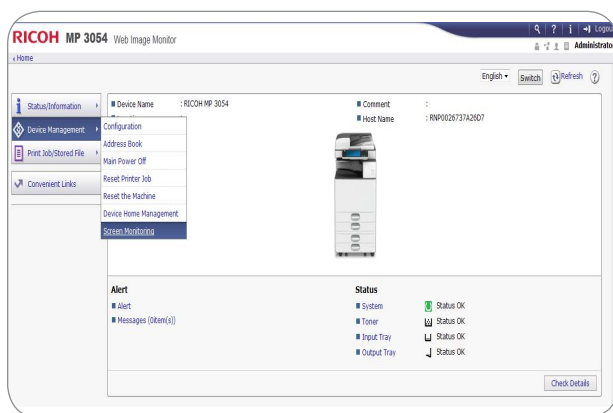 RICOH MP 3054 Web Image Monitor
Logou
Administrato
Home
English Switch Refresh
Status/Information
Device Management
Print Job/Stored File
Convenient Links
Configuration
Address Book
Main Power Off
Reset Printer Job
Reset the Machine
Device Home Management
Screen Monitoring
Device Name : RICOH MP 3054
Comment :
Host Name : RNP0026737A26D7
Alert
Alert
Messages (0item(s))
Status
System Status OK
Toner Status OK
Input Tray Status OK
Output Tray Status OK
Check Details